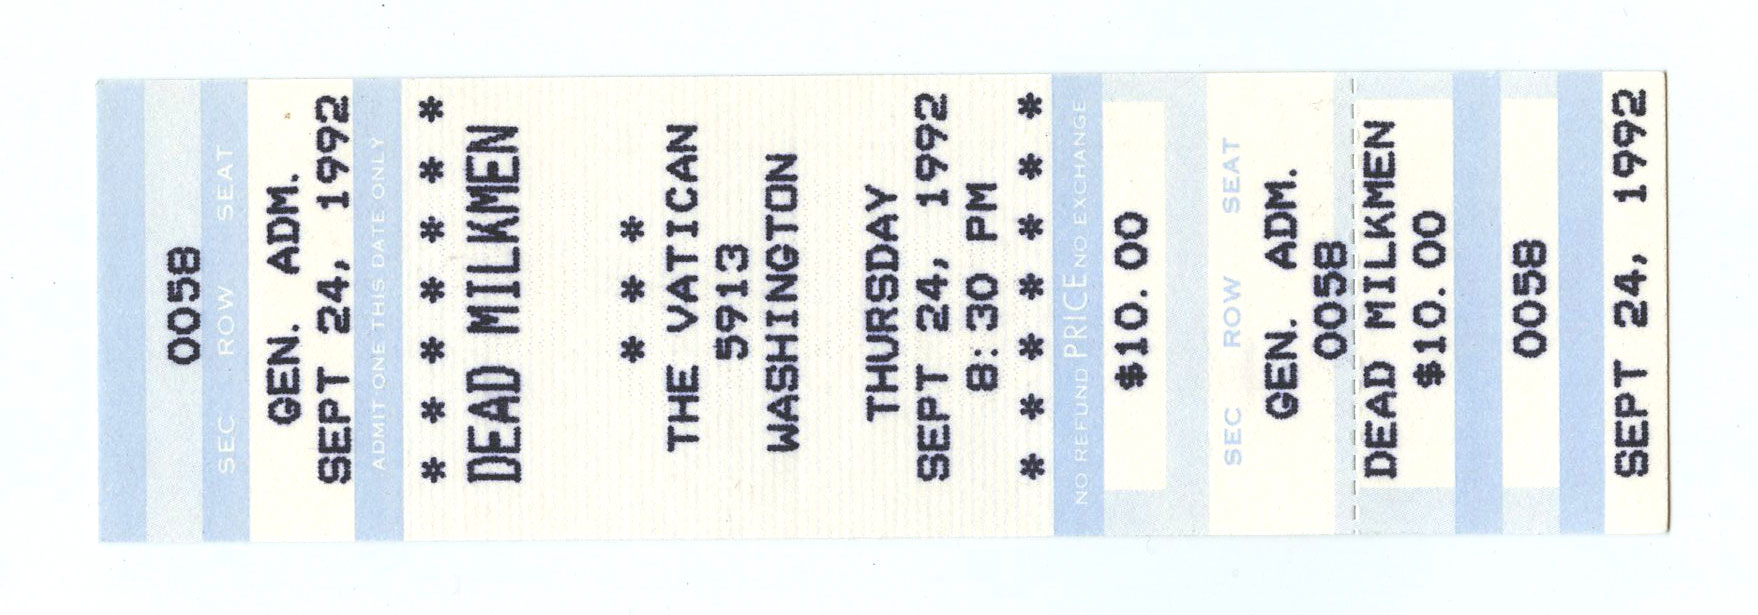 0058
SEC ROW SEAT
GEN. ADM.
SEPT 24, 1992
ADMIT ONE THIS DATE ONLY
* * * * * * *
DEAD MILKMEN
* * *
THE VATICAN
5913
WASHINGTON
THURSDAY
SEPT 24, 1992
8:30 PM
* * * * * * *
NO REFUND PRICE NO EXCHANGE
$10.00
SEC ROW SEAT
GEN. ADM.
0058
DEAD MILKMEN
$10.00
0058
SEPT 24, 1992